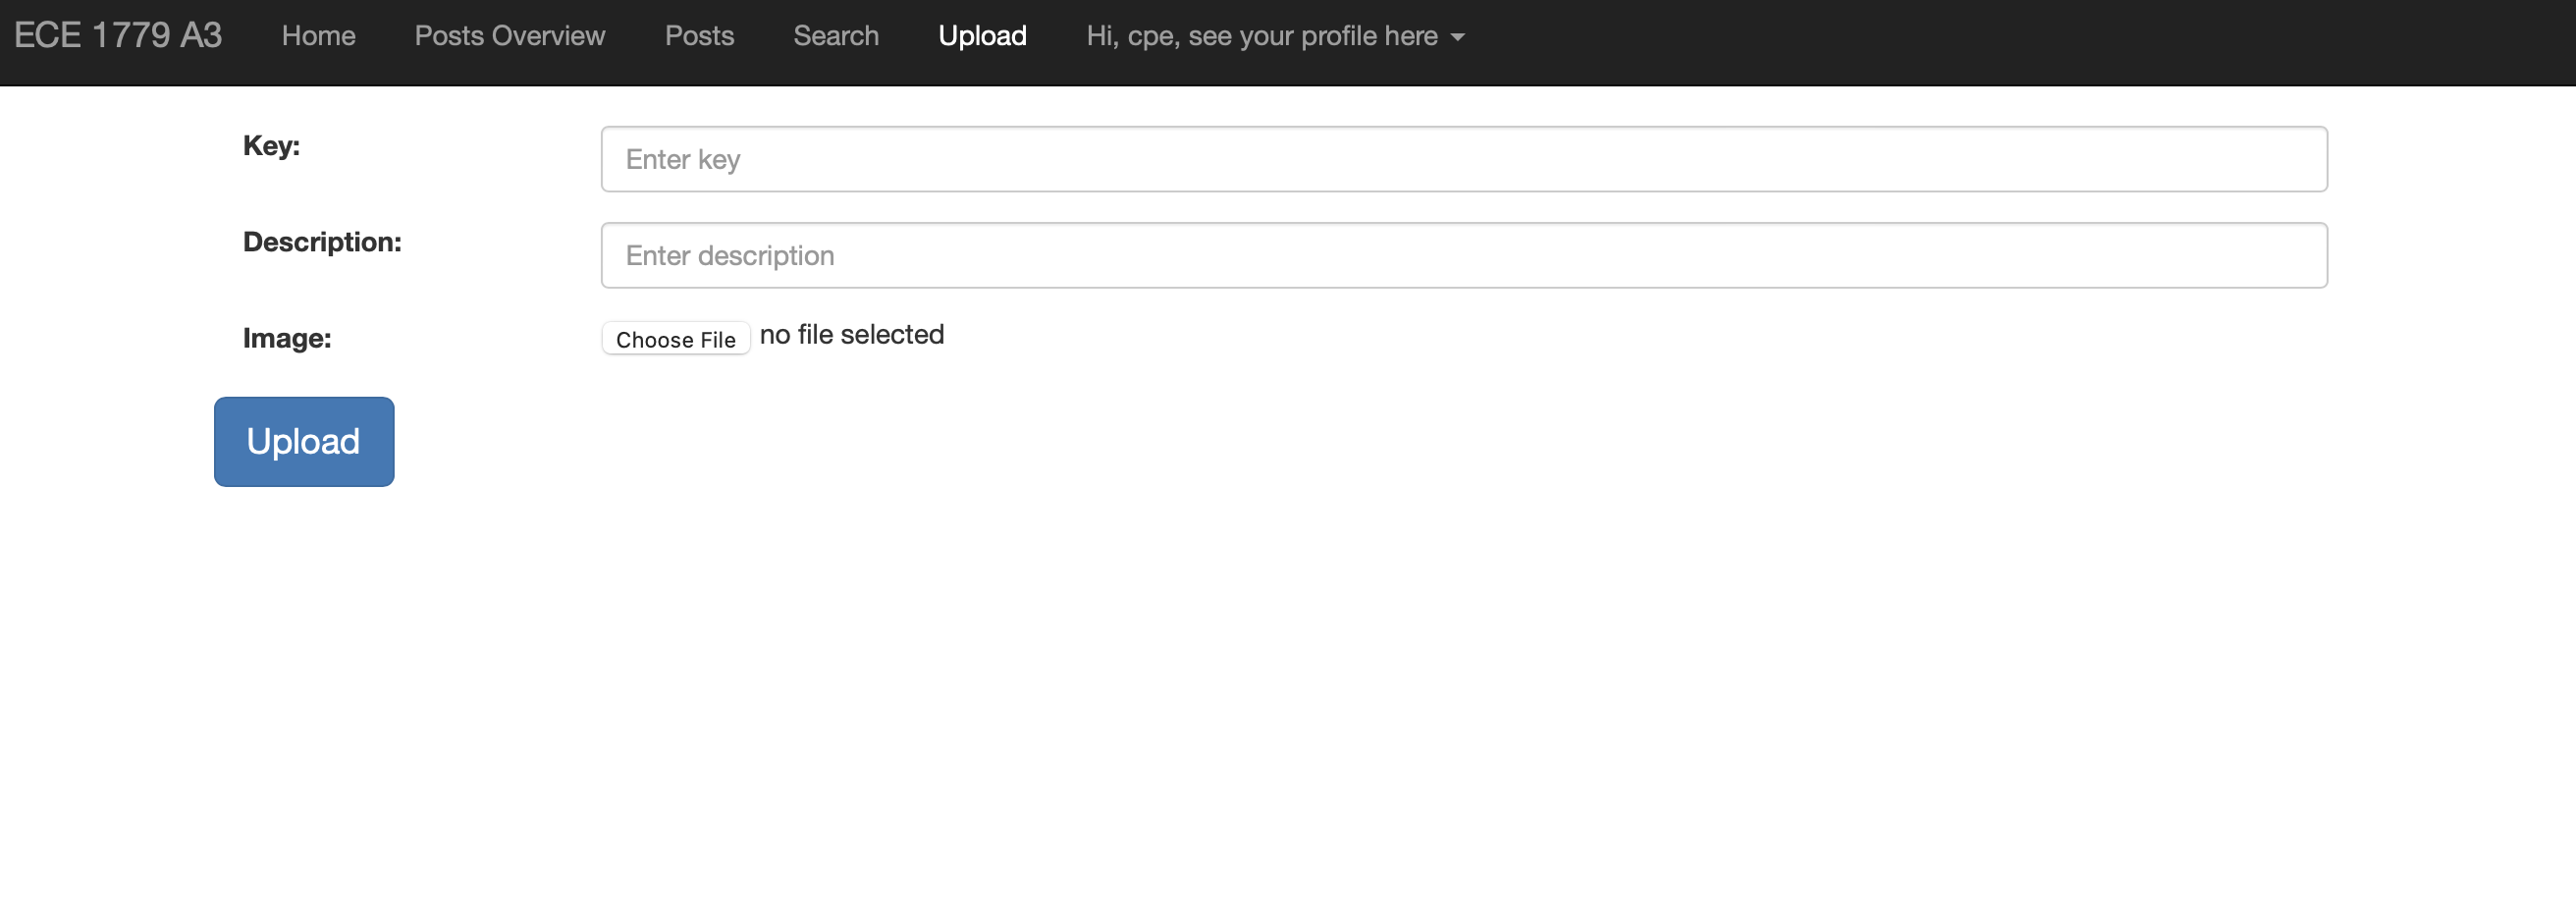 ECE 1779 A3 Home Posts Overview Posts Search Upload Hi, cpe, see your profile here
Key: Enter key
Description: Enter description
Image: Choose File no file selected
Upload